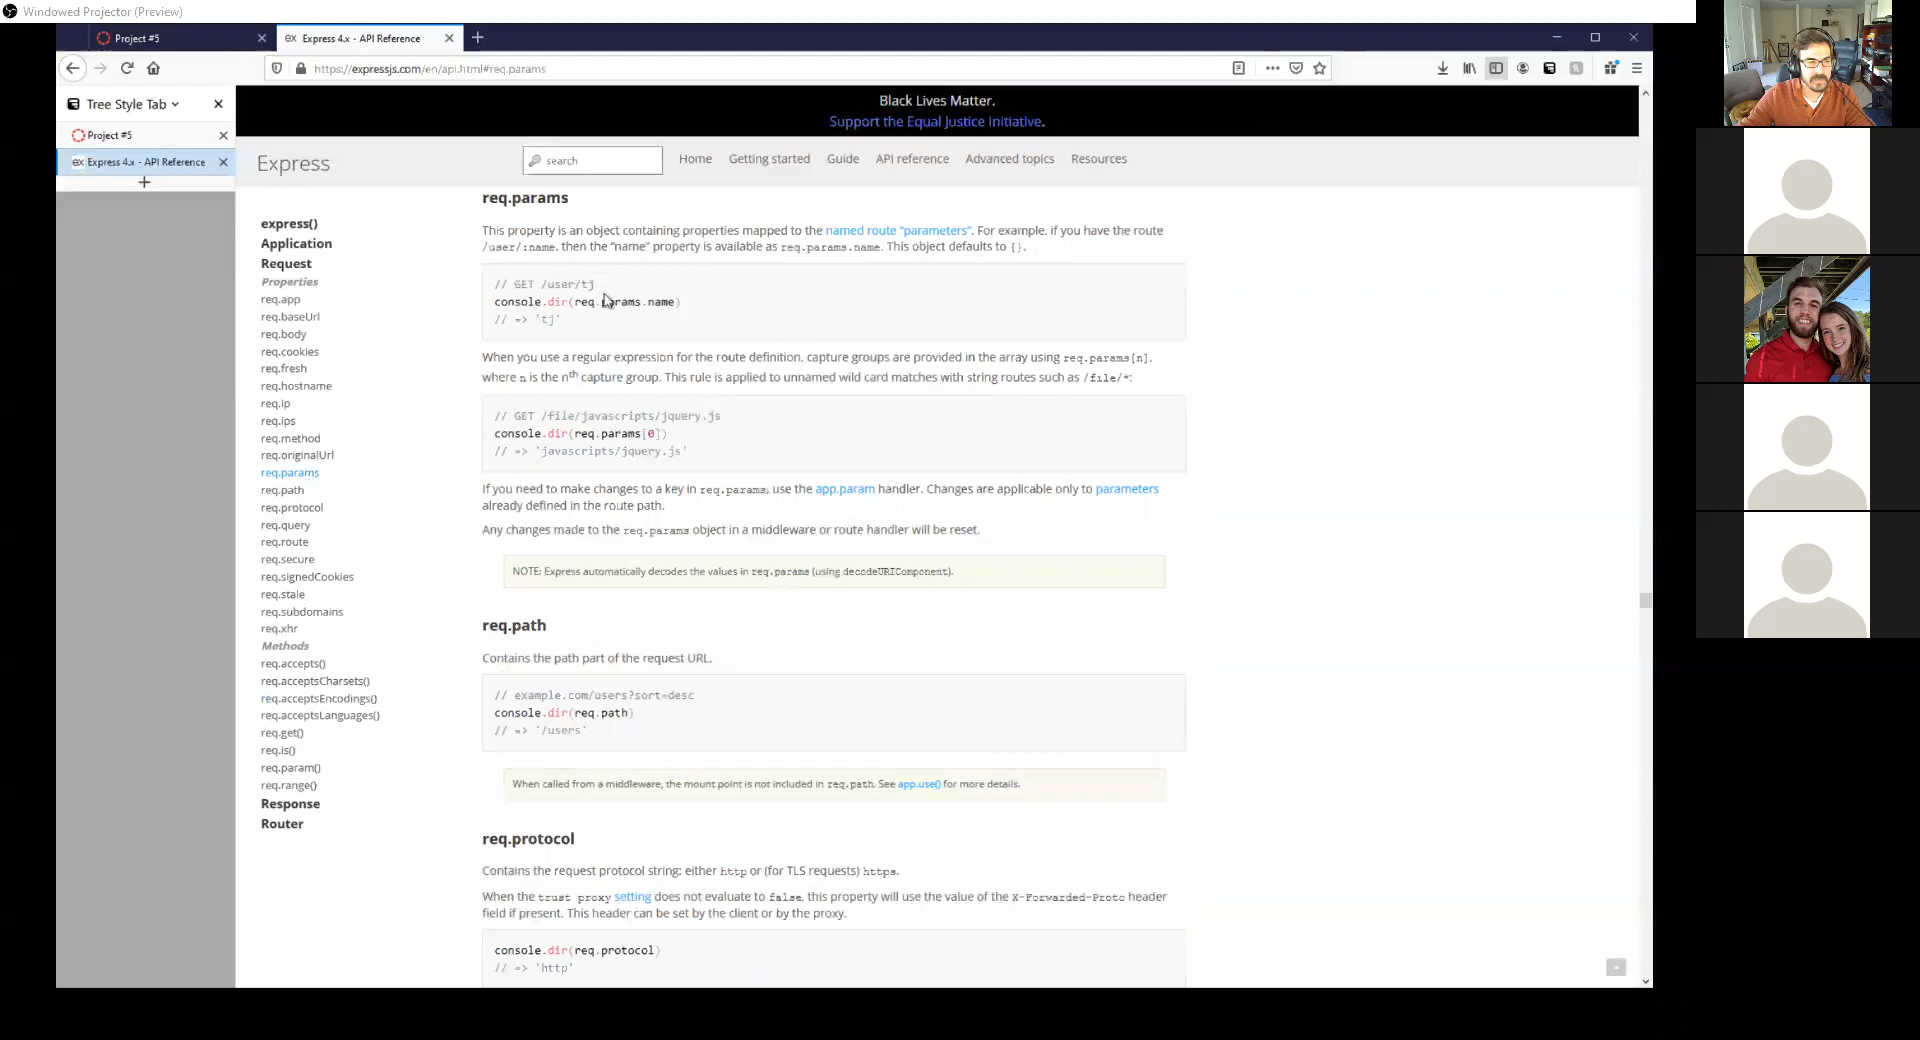 Windowed Projector (Preview)
Project #5
Express 4.x - API Reference
https://expressjs.com/en/api.html#req.params
Tree Style Tab
Project #5
Express 4.x - API Reference
Black Lives Matter.
Support the Equal Justice Initiative.
Express
search
Home
Getting started
Guide
API reference
Advanced topics
Resources
express()
Application
Request
Properties
req.app
req.baseUrl
req.body
req.cookies
req.fresh
req.hostname
req.ip
req.ips
req.method
req.originalUrl
req.params
req.path
req.protocol
req.query
req.route
req.secure
req.signedCookies
req.stale
req.subdomains
req.xhr
Methods
req.accepts()
req.acceptsCharsets()
req.acceptsEncodings()
req.acceptsLanguages()
req.get()
req.is()
req.param()
req.range()
Response
Router
req.params
This property is an object containing properties mapped to the named route “parameters”. For example, if you have the route
/user/:name, then the “name” property is available as req.params.name. This object defaults to {}.
// GET /user/tj
console.dir(req.params.name)
// => 'tj'
When you use a regular expression for the route definition, capture groups are provided in the array using req.params[n],
where n is the nth capture group. This rule is applied to unnamed wild card matches with string routes such as /file/*:
// GET /file/javascripts/jquery.js
console.dir(req.params[0])
// => 'javascripts/jquery.js'
If you need to make changes to a key in req.params, use the app.param handler. Changes are applicable only to parameters
already defined in the route path.
Any changes made to the req.params object in a middleware or route handler will be reset.
NOTE: Express automatically decodes the values in req.params (using decodeURIComponent).
req.path
Contains the path part of the request URL.
// example.com/users?sort=desc
console.dir(req.path)
// => '/users'
When called from a middleware, the mount point is not included in req.path. See app.use() for more details.
req.protocol
Contains the request protocol string: either http or (for TLS requests) https.
When the trust proxy setting does not evaluate to false, this property will use the value of the X-Forwarded-Proto header
field if present. This header can be set by the client or by the proxy.
console.dir(req.protocol)
// => 'http'